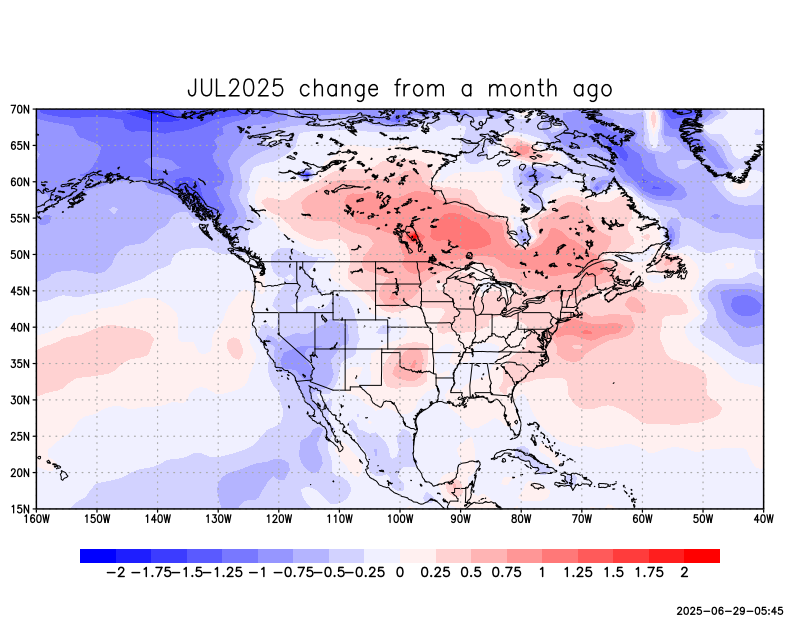 JUL2025 change from a month ago
70N
65N
60N
55N
50N
45N
40N
35N
30N
25N
20N
15N
160W 150W 140W 130W 120W 110W 100W 90W 80W 70W 60W 50W 40W
−2 −1.75 −1.5 −1.25 −1 −0.75 −0.5 −0.25 0 0.25 0.5 0.75 1 1.25 1.5 1.75 2
2025-06-29-05:45